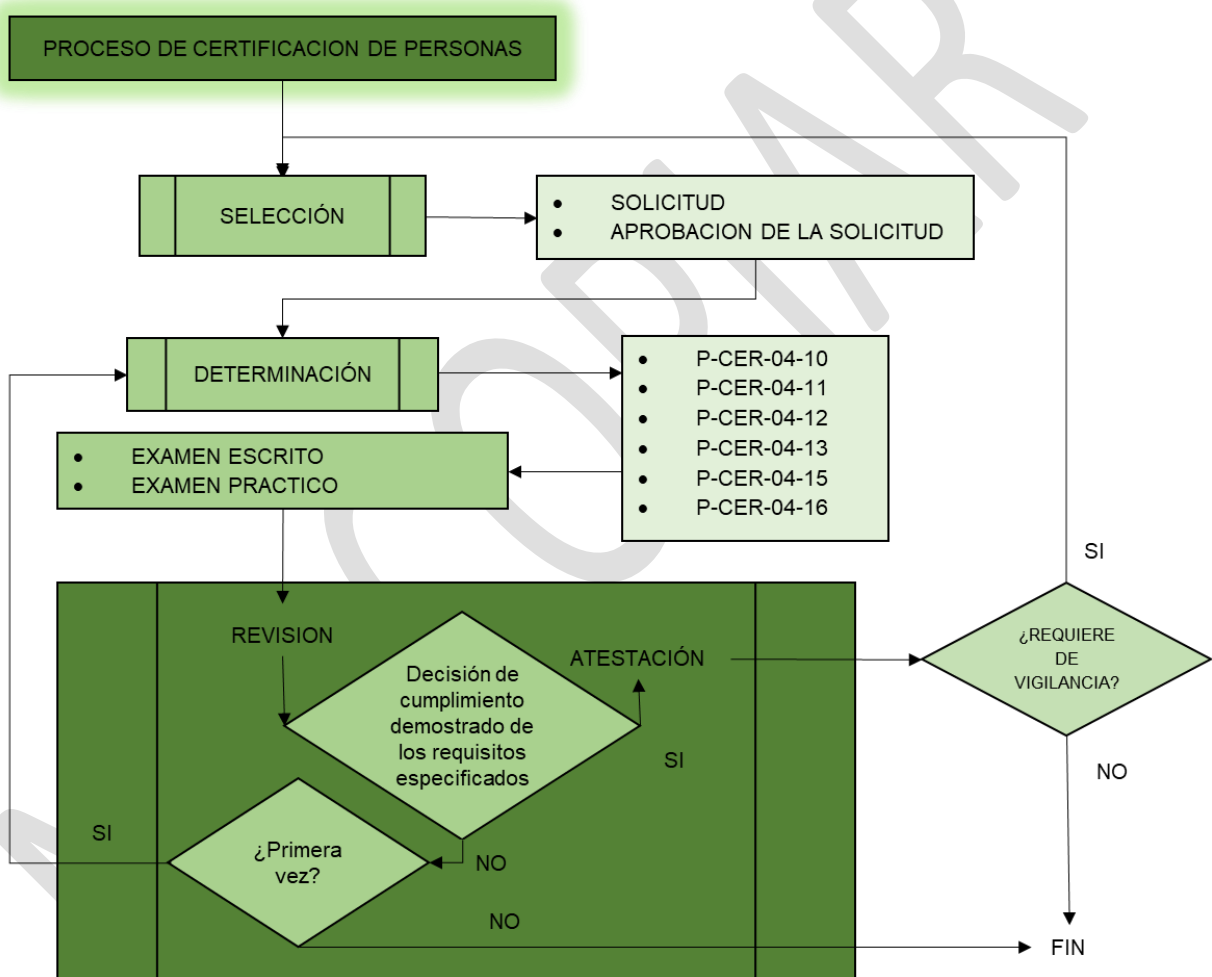 PROCESO DE CERTIFICACION DE PERSONAS
SELECCIÓN
• SOLICITUD
• APROBACION DE LA SOLICITUD
DETERMINACIÓN
• P-CER-04-10
• P-CER-04-11
• P-CER-04-12
• P-CER-04-13
• P-CER-04-15
• P-CER-04-16
• EXAMEN ESCRITO
• EXAMEN PRACTICO
REVISION
Decisión de
cumplimiento
demostrado de
los requisitos
especificados
ATESTACIÓN
SI
SI
¿REQUIERE
DE
VIGILANCIA?
NO
SI
¿Primera
vez?
NO
NO
FIN
COPIAR